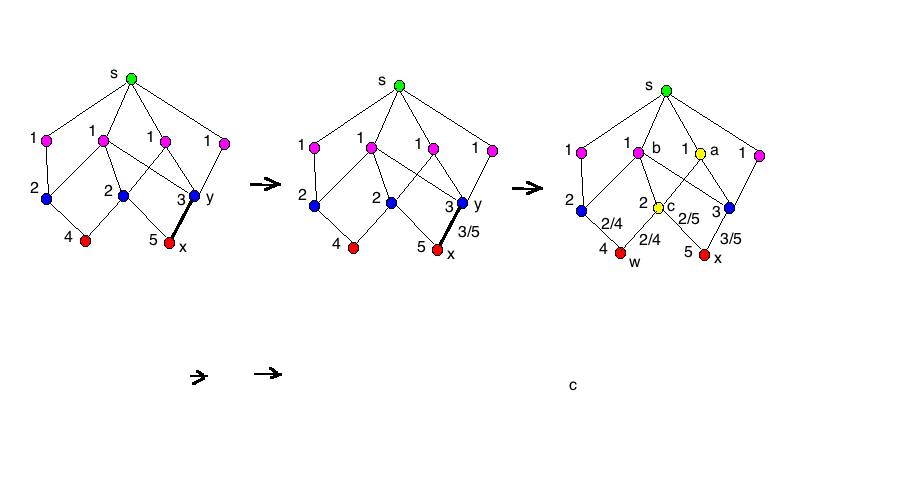 s
1 1 1 1
2 2 3 y
4 5 x
s
1 1 1 1
2 2 3 y
3/5
4 5 x
s
1 1 b 1 a 1
2 2 c 3
2/4 2/4 2/5 3/5
4 w 5 x
c